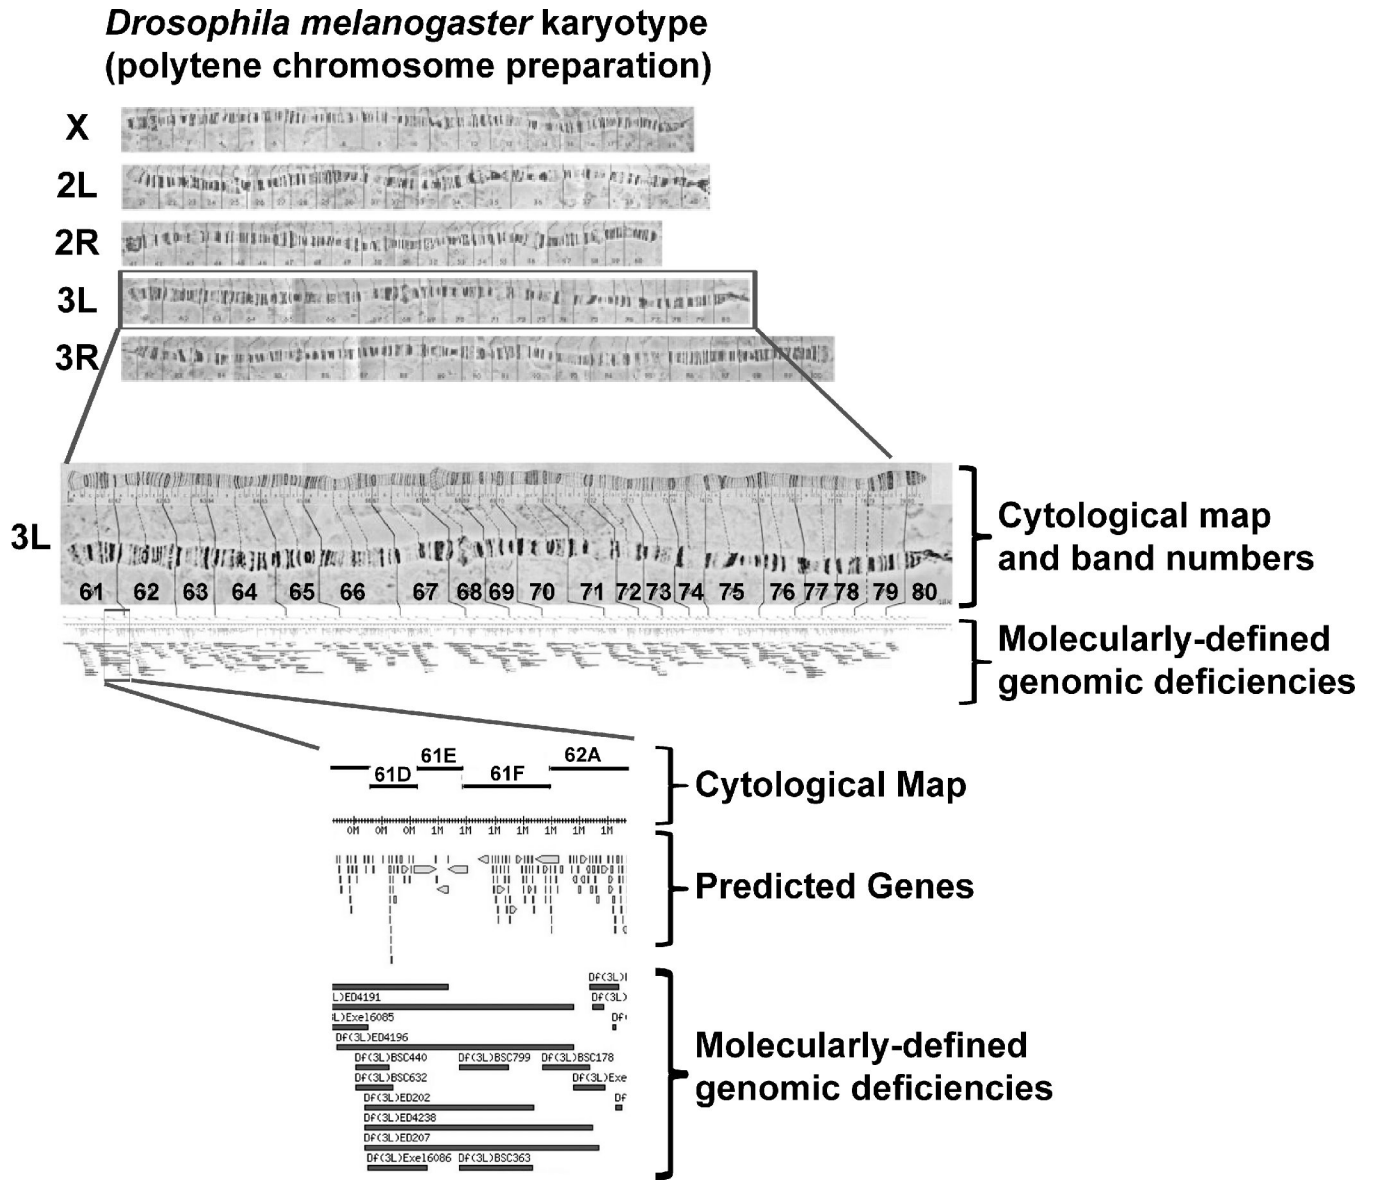 Drosophila melanogaster karyotype
(polytene chromosome preparation)
X
2L
2R
3L
3R
3L
61 62 63 64 65 66 67 68 69 70 71 72 73 74 75 76 77 78 79 80
Cytological map
and band numbers
Molecularly-defined
genomic deficiencies
61D 61E 61F 62A
Cytological Map
0M 0M 0M 1M 1M 1M 1M 1M 1M 1M
Predicted Genes
Df(3L)
L)ED4191 Df(3L)
L)Exel6085 Df(
Df(3L)ED4196
Df(3L)BSC440 Df(3L)BSC799 Df(3L)BSC178
Df(3L)BSC632 Df(3L)Exe
Df(3L)ED202 Df
Df(3L)ED4238
Df(3L)ED207
Df(3L)Exel6086 Df(3L)BSC363
Molecularly-defined
genomic deficiencies